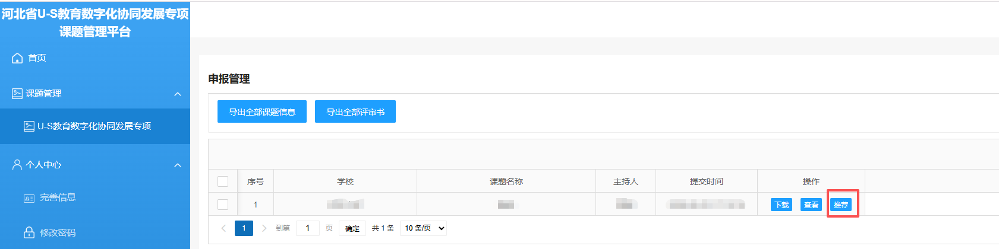 河北省U-S教育数字化协同发展专项
课题管理平台
首页
课题管理
U-S教育数字化协同发展专项
个人中心
完善信息
修改密码
申报管理
导出全部课题信息 导出全部评审书
序号 学校 课题名称 主持人 提交时间 操作
1 下载 查看 推荐
1 到第 1 页 确定 共 1 条 10 条/页